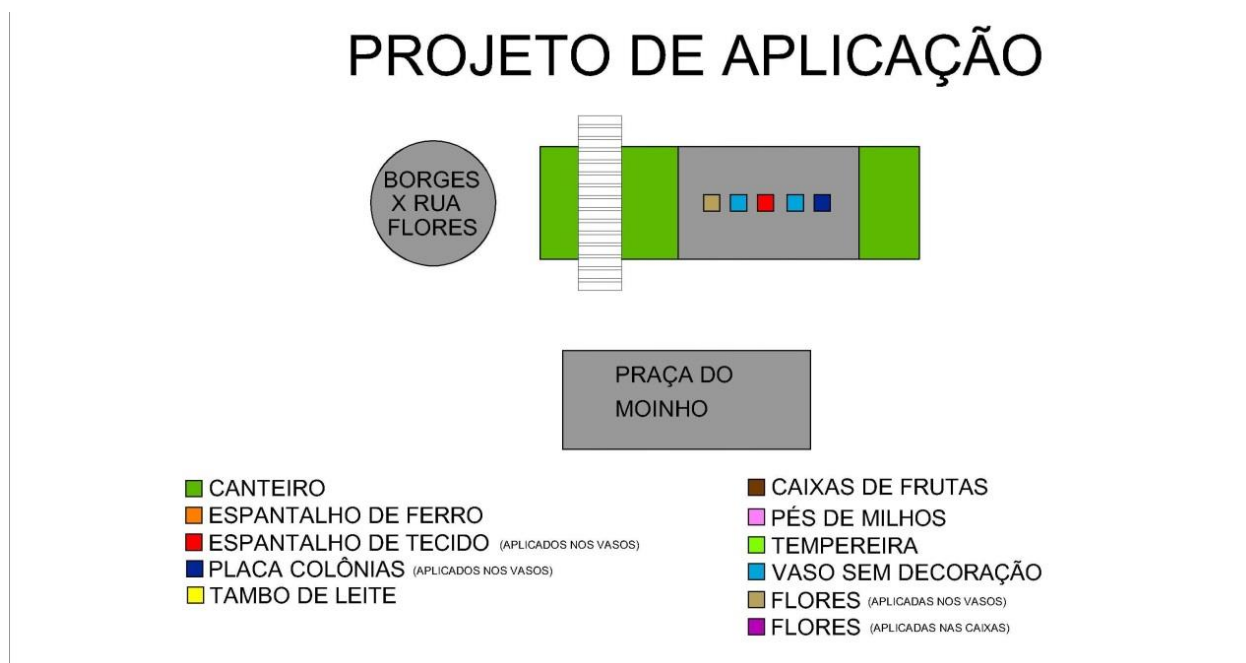 PROJETO DE APLICAÇÃO
BORGES
X RUA
FLORES
PRAÇA DO
MOINHO
CANTEIRO
ESPANTALHO DE FERRO
ESPANTALHO DE TECIDO (APLICADOS NOS VASOS)
PLACA COLÔNIAS (APLICADOS NOS VASOS)
TAMBO DE LEITE
CAIXAS DE FRUTAS
PÉS DE MILHOS
TEMPEREIRA
VASO SEM DECORAÇÃO
FLORES (APLICADAS NOS VASOS)
FLORES (APLICADAS NAS CAIXAS)